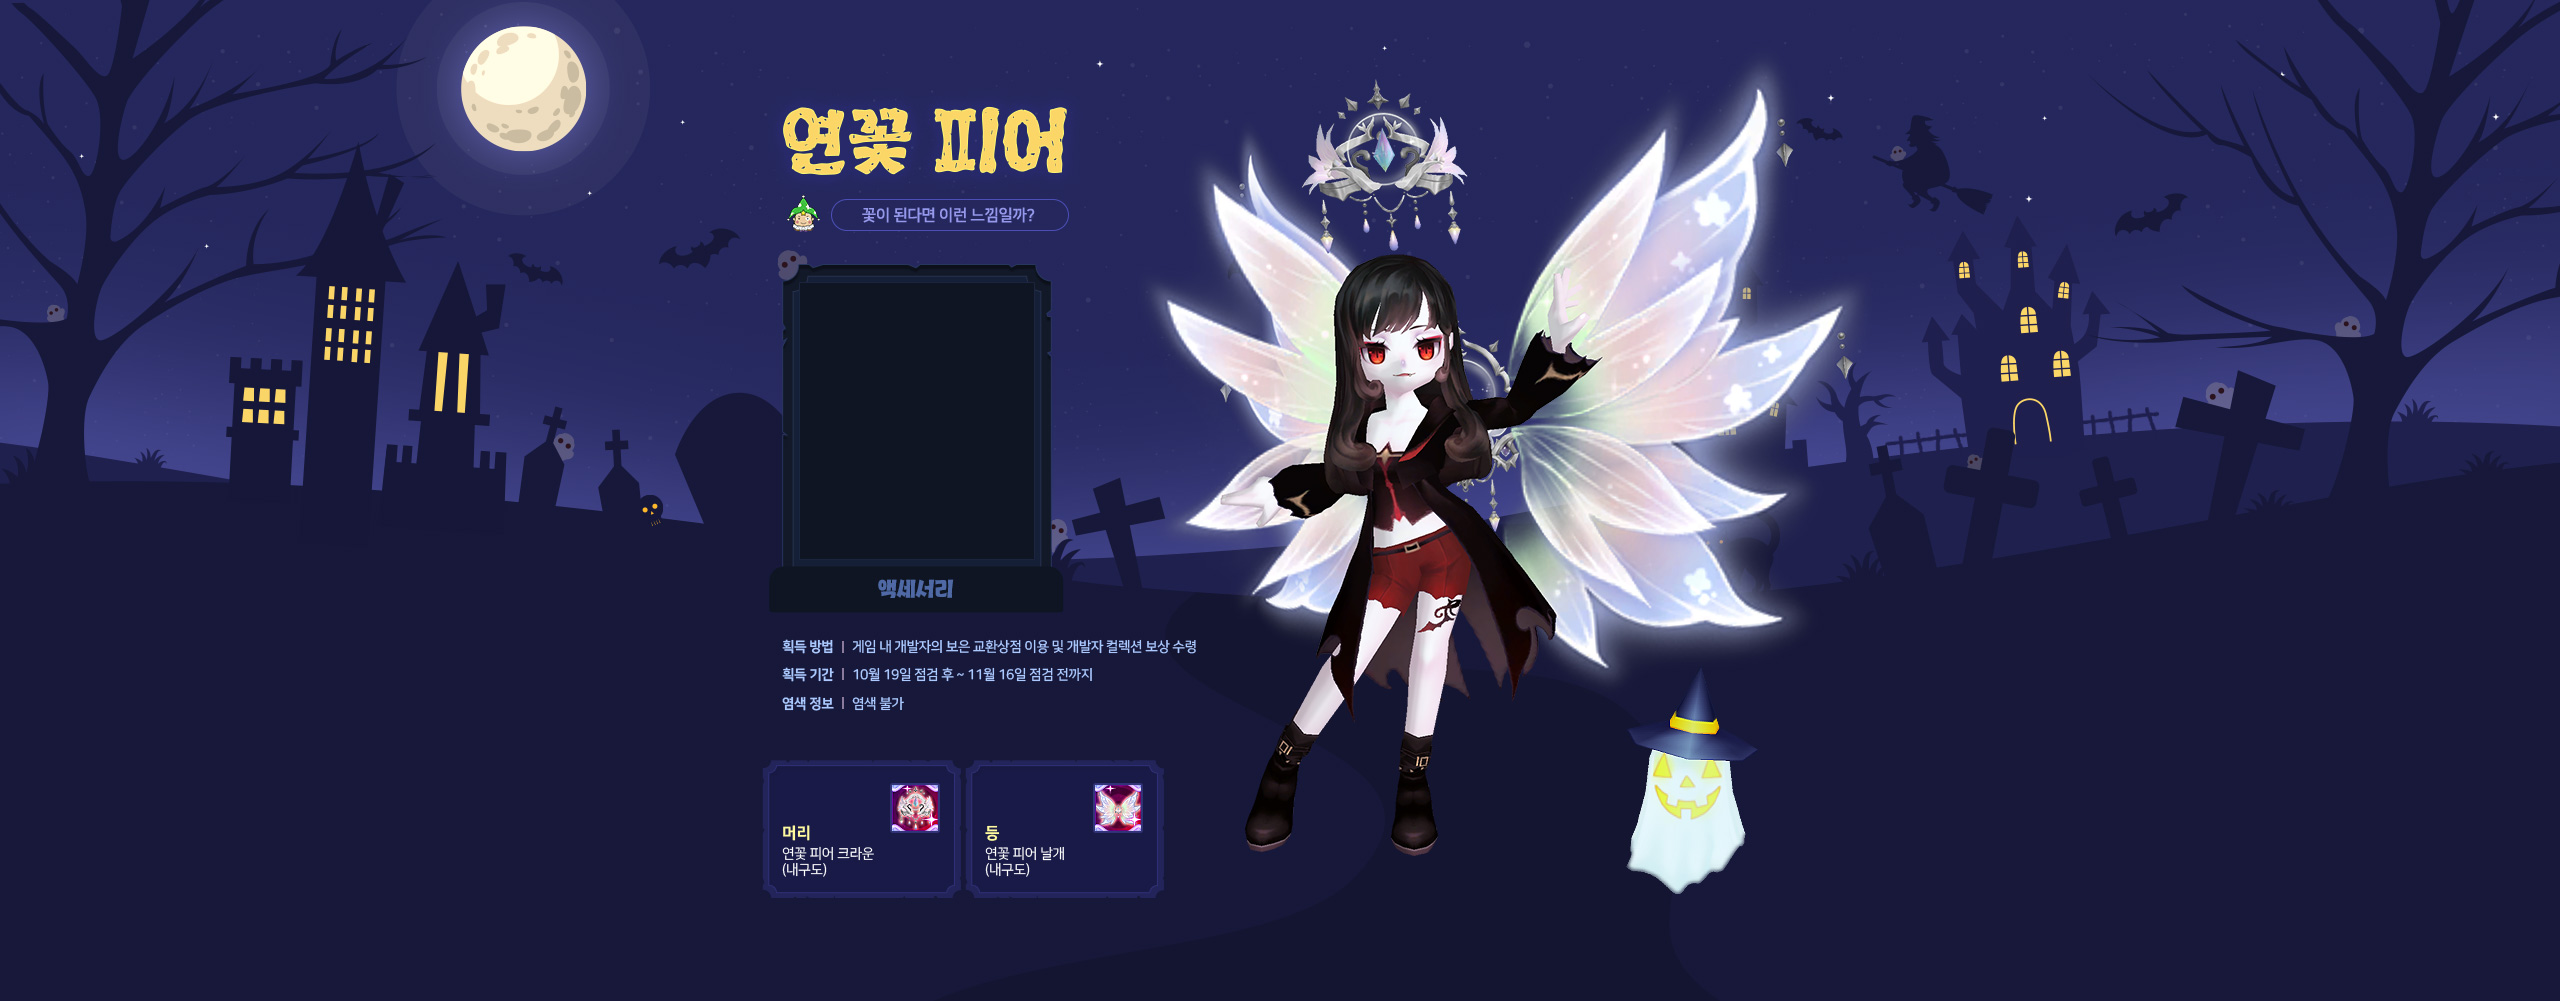 연꽃 피어
꽃이 된다면 이런 느낌일까?
액세서리
획득 방법 | 게임 내 개발자의 보은 교환상점 이용 및 개발자 컬렉션 보상 수령
획득 기간 | 10월 19일 점검 후 ~ 11월 16일 점검 전까지
염색 정보 | 염색 불가
머리
연꽃 피어 크라운
(내구도)
등
연꽃 피어 날개
(내구도)